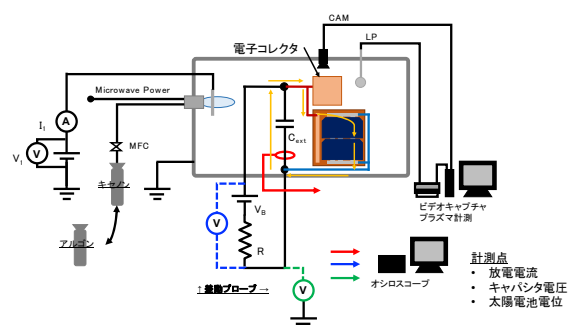 CAM
LP
電子コレクタ
Microwave Power
I₁
A
V₁
V
MFC
キャノン
アルゴン
C_ext
V_B
R
V
↑差動プローブ→
V
ビデオキャプチャ
プラズマ計測
オシロスコープ
計測点
• 放電電流
• キャパシタ電圧
• 太陽電池電位